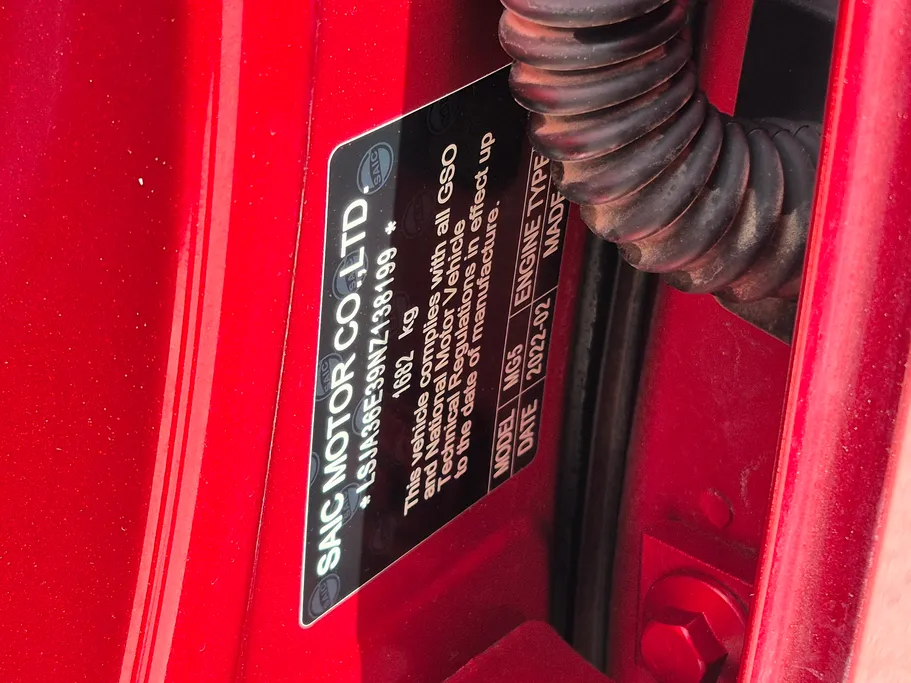 SAIC MOTOR CO.,LTD.
*LSJA36E39NZ138199 *
1682 kg
This vehicle complies with all GSO
and National Motor Vehicle
Technical Regulations in effect up
to the date of manufacture.
MODEL MG5 ENGINE TYPE
DATE 2022-02 MADE
SAIC